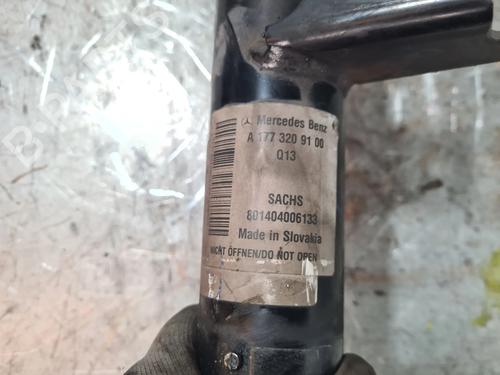 Mercedes Benz
A 177 320 91 00
Q13
SACHS
801404006133
Made in Slovakia
NICHT ÖFFNEN/DO NOT OPEN